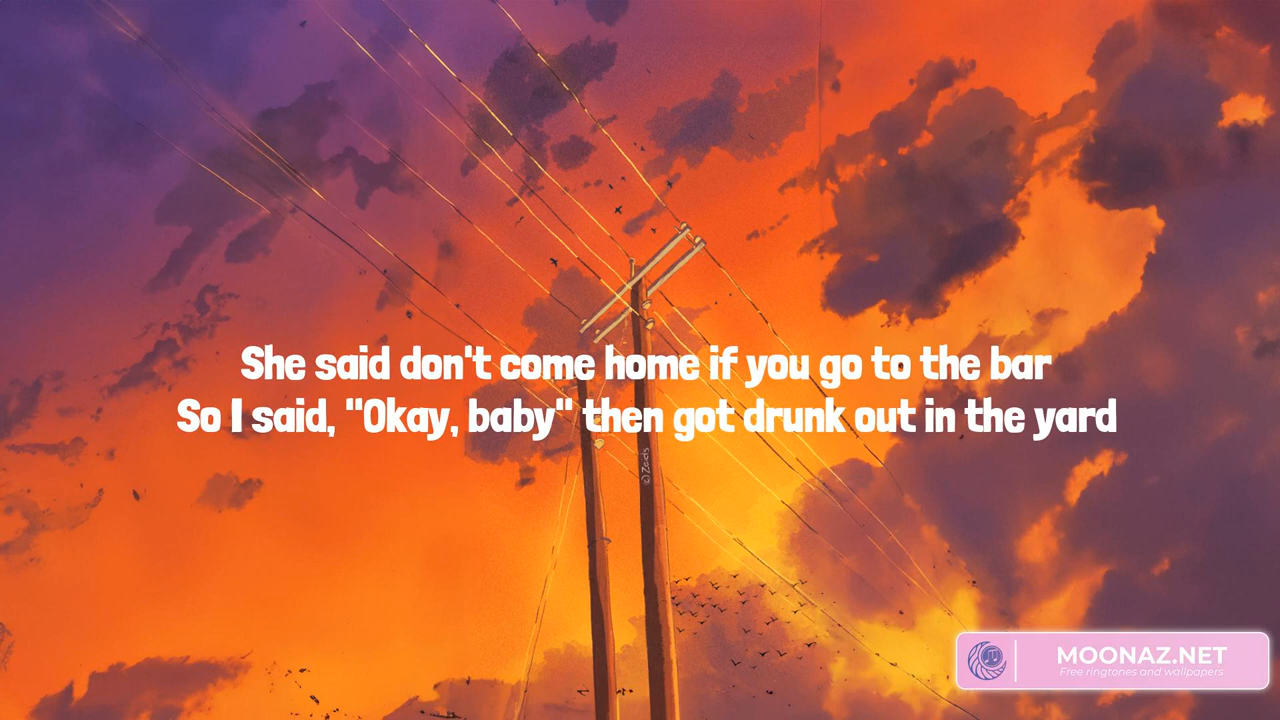 She said don't come home if you go to the bar
So I said, "Okay, baby" then got drunk out in the yard
©Zaids
MOONAZ.NET
Free ringtones and wallpapers